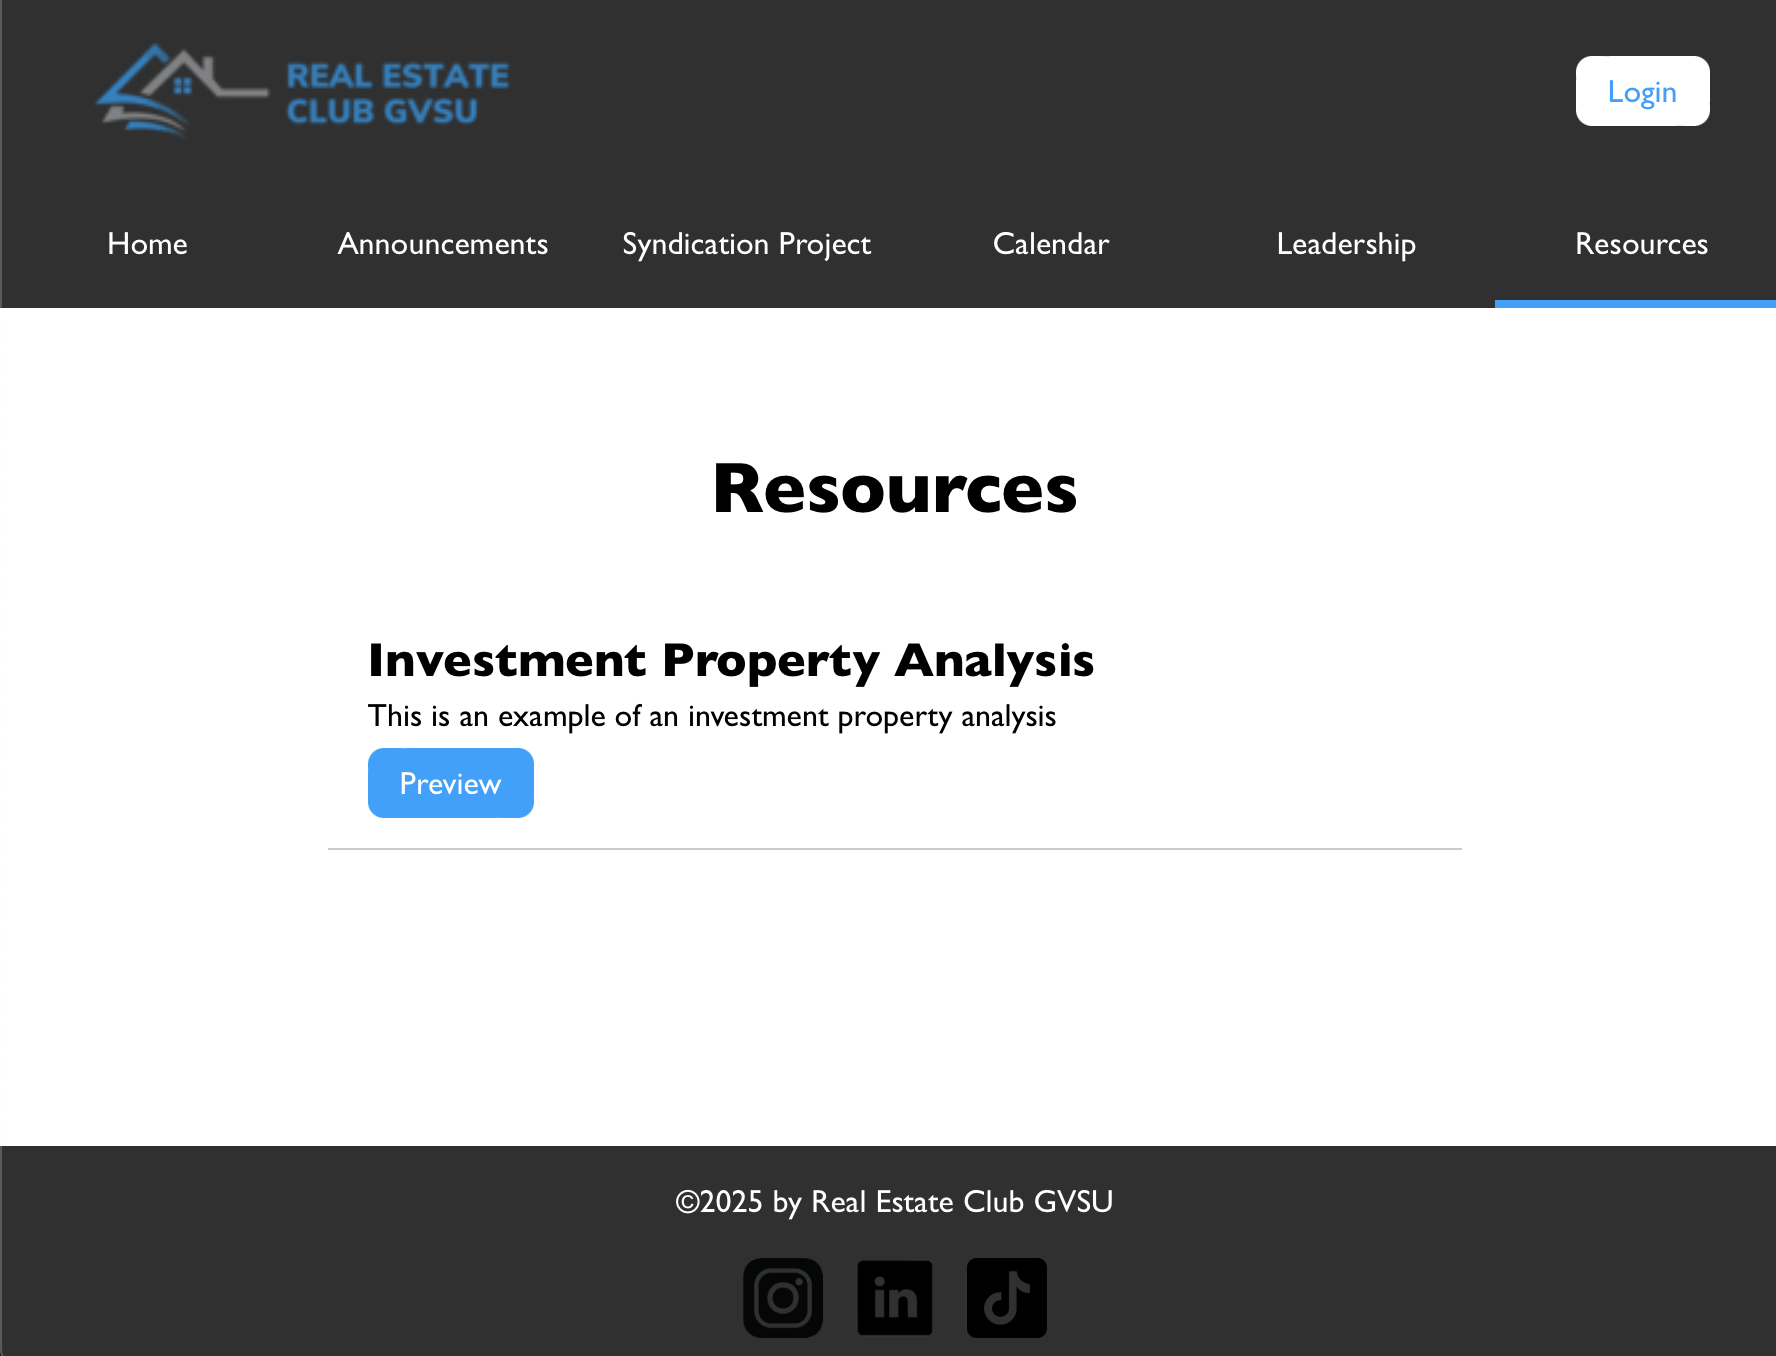 REAL ESTATE
CLUB GVSU
Login
Home
Announcements
Syndication Project
Calendar
Leadership
Resources
Resources
Investment Property Analysis
This is an example of an investment property analysis
Preview
©2025 by Real Estate Club GVSU
in